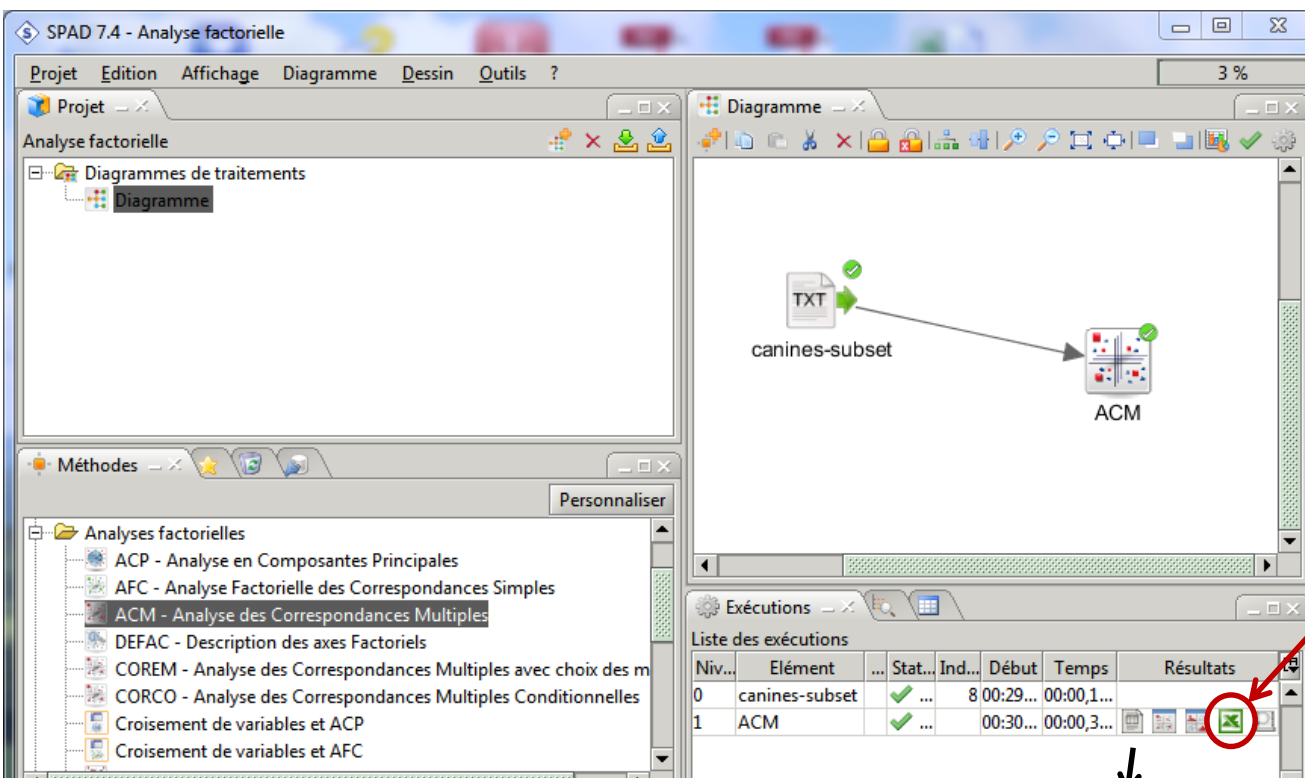 SPAD 7.4 - Analyse factorielle
Projet Edition Affichage Diagramme Dessin Outils ?
3 %
Projet
Analyse factorielle
Diagrammes de traitements
Diagramme
Diagramme
TXT
canines-subset
ACM
Méthodes
Personnaliser
Analyses factorielles
ACP - Analyse en Composantes Principales
AFC - Analyse Factorielle des Correspondances Simples
ACM - Analyse des Correspondances Multiples
DEFAC - Description des axes Factoriels
COREM - Analyse des Correspondances Multiples avec choix des m
CORCO - Analyse des Correspondances Multiples Conditionnelles
Croisement de variables et ACP
Croisement de variables et AFC
Exécutions
Liste des exécutions
Niv... Elément ... Stat... Ind... Début Temps Résultats
0 canines-subset ... 8 00:29... 00:00,1...
1 ACM ... 00:30... 00:00,3...